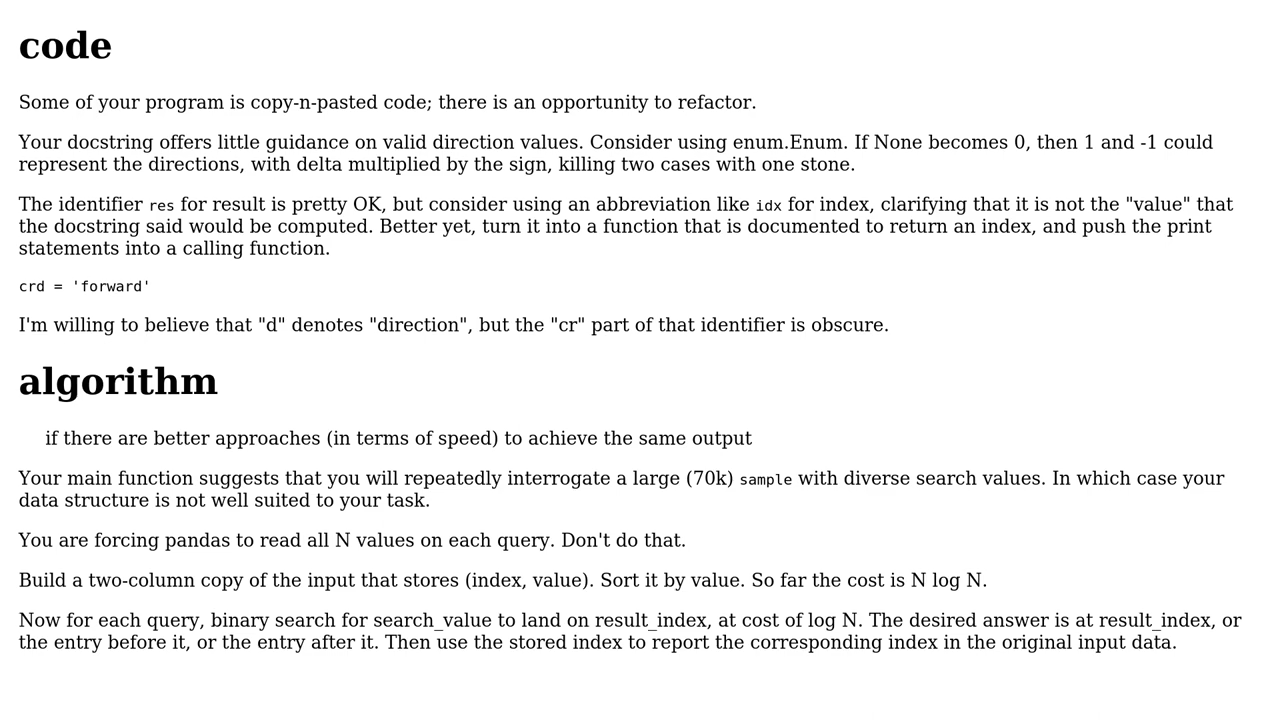 code
Some of your program is copy-n-pasted code; there is an opportunity to refactor.
Your docstring offers little guidance on valid direction values. Consider using enum.Enum. If None becomes 0, then 1 and -1 could
represent the directions, with delta multiplied by the sign, killing two cases with one stone.
The identifier res for result is pretty OK, but consider using an abbreviation like idx for index, clarifying that it is not the "value" that
the docstring said would be computed. Better yet, turn it into a function that is documented to return an index, and push the print
statements into a calling function.
crd = 'forward'
I'm willing to believe that "d" denotes "direction", but the "cr" part of that identifier is obscure.
algorithm
if there are better approaches (in terms of speed) to achieve the same output
Your main function suggests that you will repeatedly interrogate a large (70k) sample with diverse search values. In which case your
data structure is not well suited to your task.
You are forcing pandas to read all N values on each query. Don't do that.
Build a two-column copy of the input that stores (index, value). Sort it by value. So far the cost is N log N.
Now for each query, binary search for search_value to land on result_index, at cost of log N. The desired answer is at result_index, or
the entry before it, or the entry after it. Then use the stored index to report the corresponding index in the original input data.